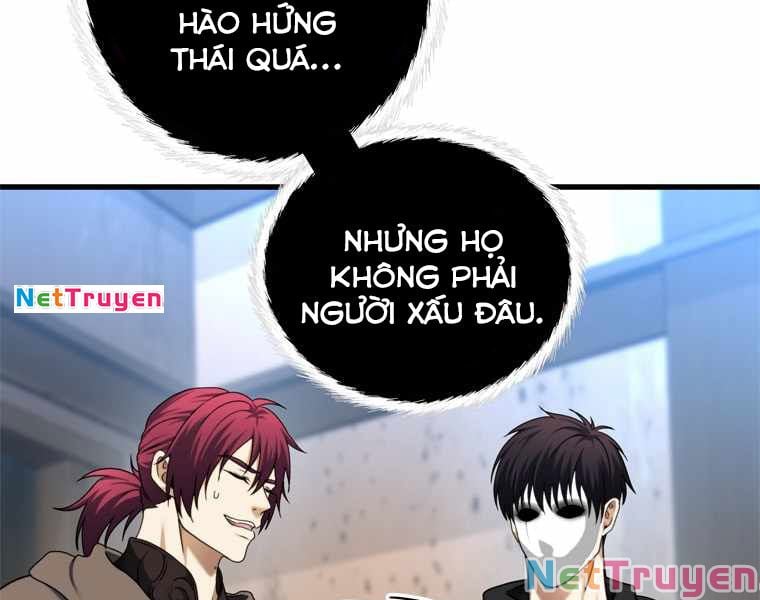 HÀO HỨNG
THÁI QUÁ...
NHƯNG HỌ
KHÔNG PHẢI
NGƯỜI XẤU ĐÂU.
NetTruyen
NetTruyen